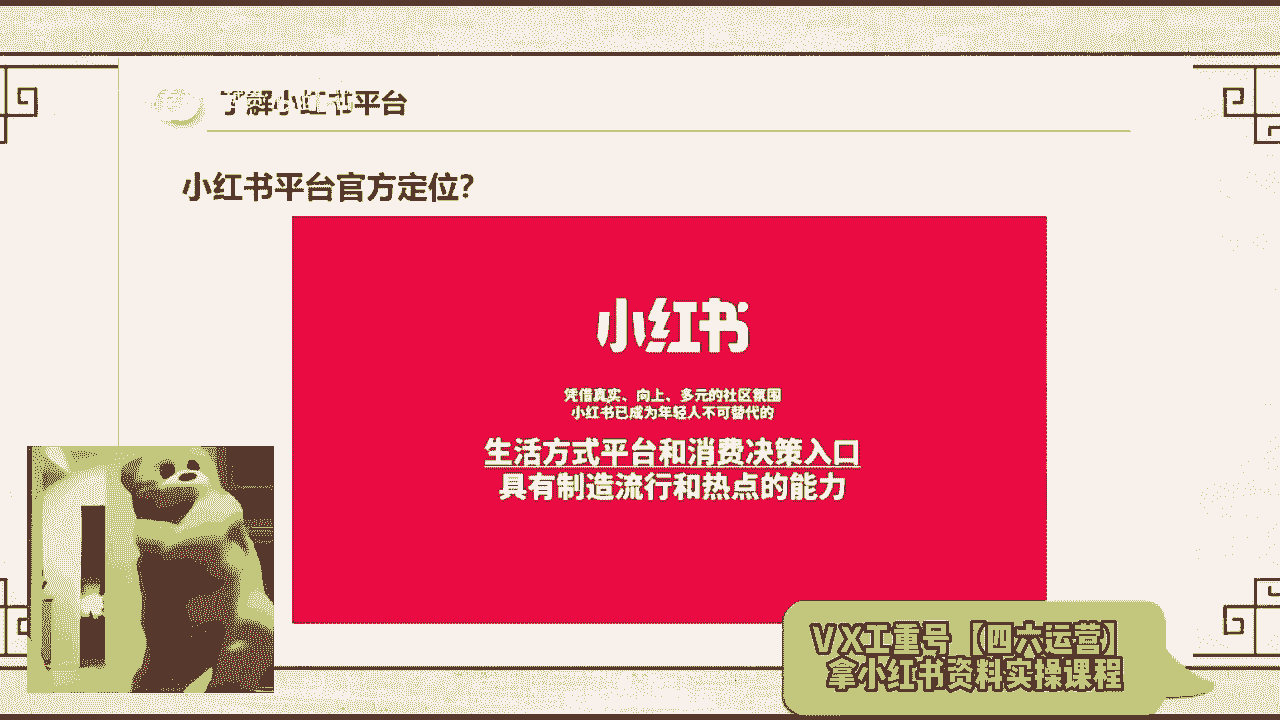 了解小红书平台
小红书平台官方定位?
小红书
凭借真实、向上、多元的社区氛围
小红书已成为年轻人不可替代的
生活方式平台和消费决策入口
具有制造流行和热点的能力
VX工重号【四六运营】
拿小红书资料实操课程